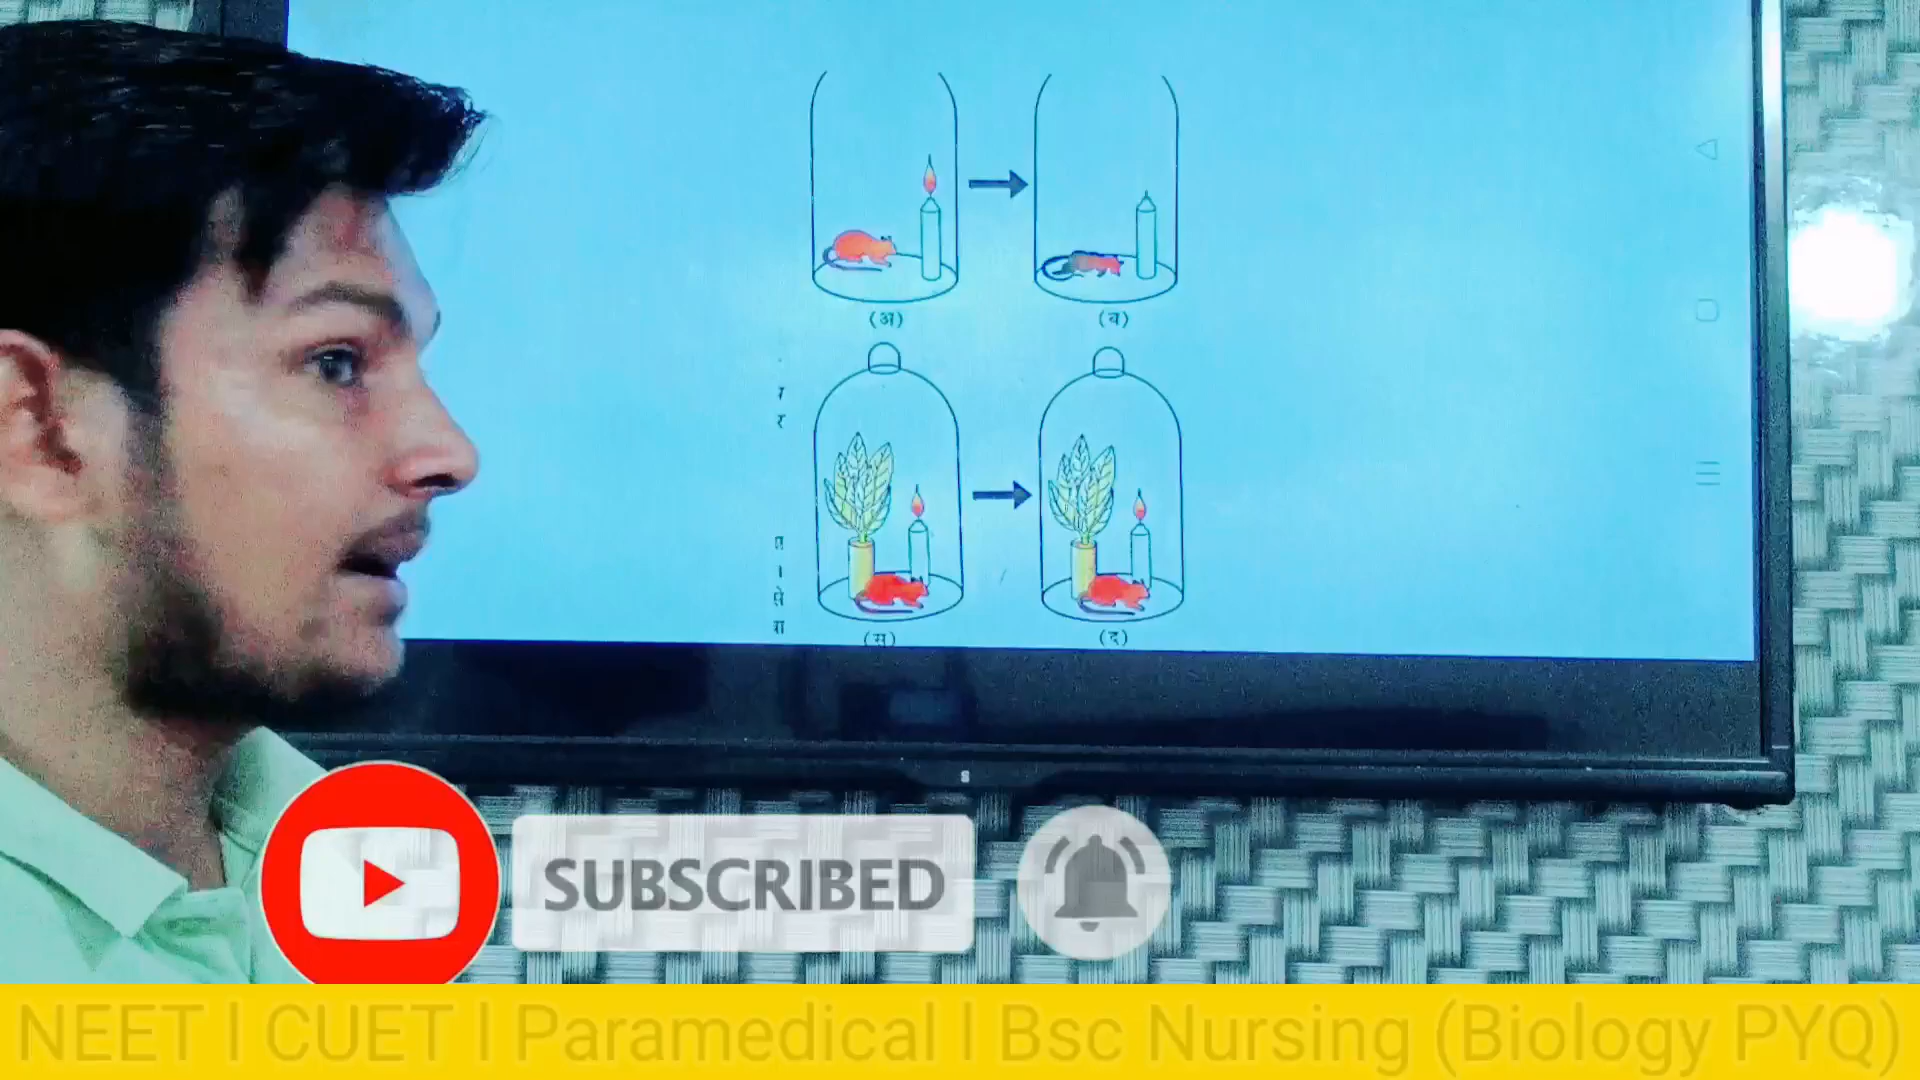 (अ)
(ब)
र
(स)
(द)
SUBSCRIBED
NEET l CUET l Paramedical l Bsc Nursing (Biology PYQ)